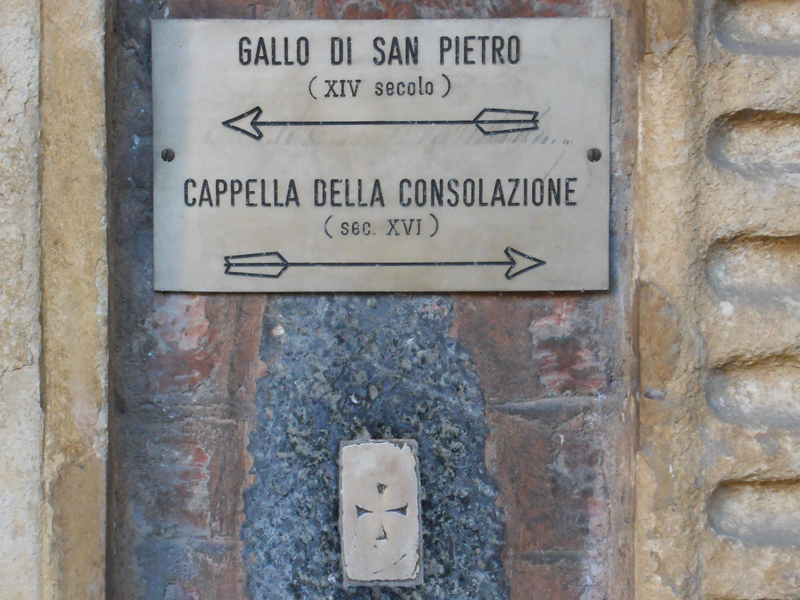 GALLO DI SAN PIETRO
(XIV secolo)
CAPPELLA DELLA CONSOLAZIONE
(sec. XVI)